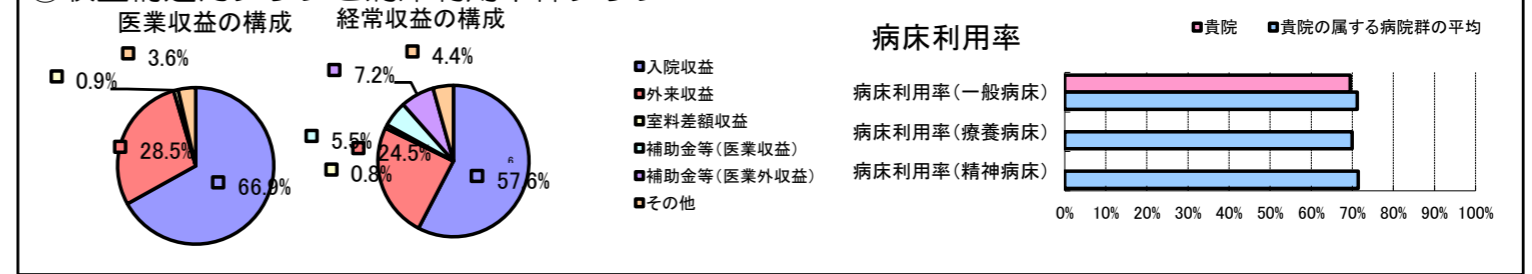 医業収益の構成
3.6%
0.9%
28.5%
66.9%
経常収益の構成
4.4%
7.2%
5.5%
24.5%
0.8%
57.6%
入院収益
外来収益
室料差額収益
補助金等(医業収益)
補助金等(医業外収益)
その他
病床利用率
貴院
貴院の属する病院群の平均
病床利用率(一般病床)
病床利用率(療養病床)
病床利用率(精神病床)
0% 10% 20% 30% 40% 50% 60% 70% 80% 90% 100%